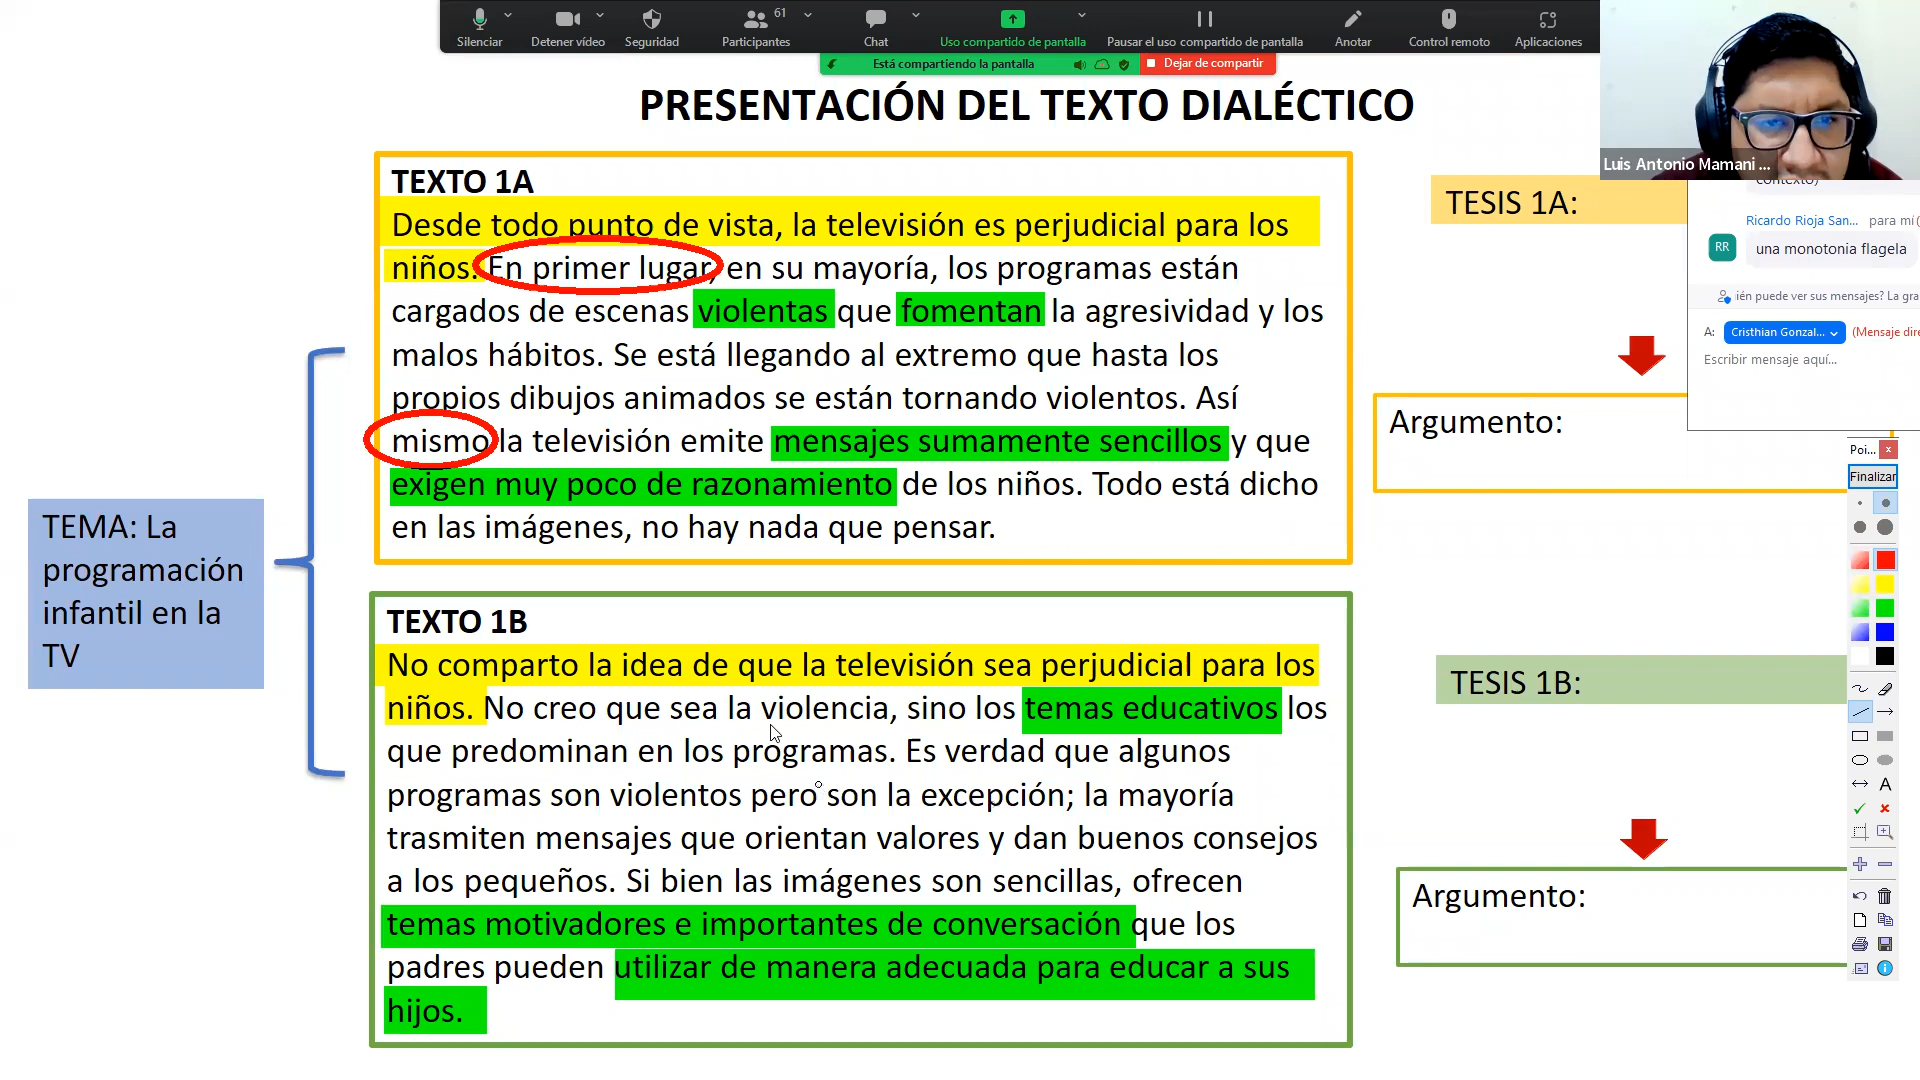 Silenciar
Detener vídeo
Seguridad
61
Participantes
Chat
Uso compartido de pantalla
Pausar el uso compartido de pantalla
Anotar
Control remoto
Aplicaciones
Está compartiendo la pantalla
Dejar de compartir
PRESENTACIÓN DEL TEXTO DIALÉCTICO
Luis Antonio Mamani ...
TEXTO 1A
Desde todo punto de vista, la televisión es perjudicial para los
niños. En primer lugar, en su mayoría, los programas están
cargados de escenas violentas que fomentan la agresividad y los
malos hábitos. Se está llegando al extremo que hasta los
propios dibujos animados se están tornando violentos. Así
mismo la televisión emite mensajes sumamente sencillos y que
exigen muy poco de razonamiento de los niños. Todo está dicho
en las imágenes, no hay nada que pensar.
TEMA: La
programación
infantil en la
TV
TEXTO 1B
No comparto la idea de que la televisión sea perjudicial para los
niños. No creo que sea la violencia, sino los temas educativos los
que predominan en los programas. Es verdad que algunos
programas son violentos pero son la excepción; la mayoría
trasmiten mensajes que orientan valores y dan buenos consejos
a los pequeños. Si bien las imágenes son sencillas, ofrecen
temas motivadores e importantes de conversación que los
padres pueden utilizar de manera adecuada para educar a sus
hijos.
TESIS 1A:
Argumento:
TESIS 1B:
Argumento:
contexto)
Ricardo Rioja San... para mí (
RR
una monotonia flagela
ién puede ver sus mensajes? La gra
A: Cristhian Gonzal... (Mensaje dire
Escribir mensaje aquí...
Poi...
Finalizar
A